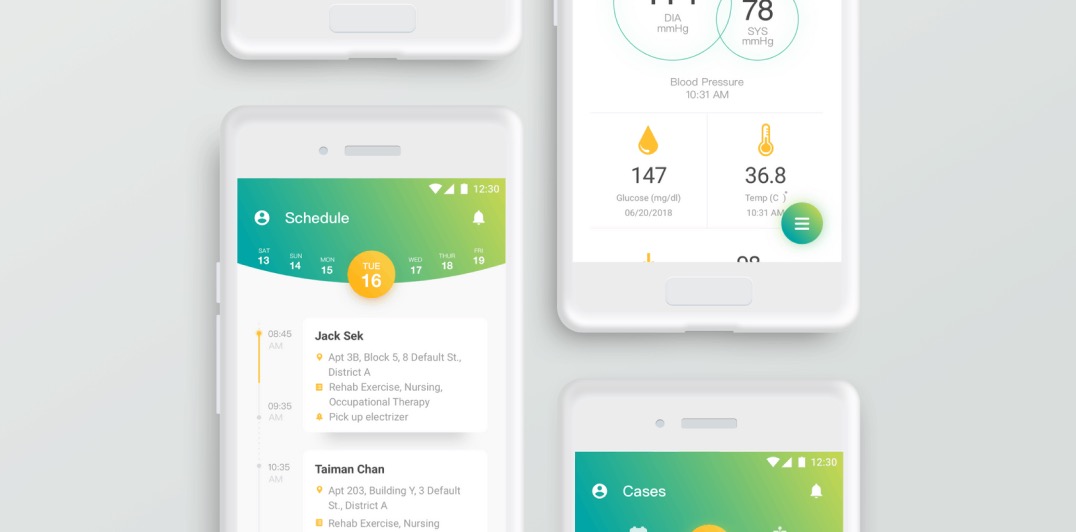 78
DIA
mmHg
SYS
mmHg
Blood Pressure
10:31 AM
147
Glucose (mg/dl)
06/20/2018
36.8
Temp (C°)
10:31 AM
12:30
Schedule
SAT
13
SUN
14
MON
15
TUE
16
WED
17
THUR
18
FRI
19
08:45
AM
Jack Sek
Apt 3B, Block 5, 8 Default St.,
District A
Rehab Exercise, Nursing,
Occupational Therapy
Pick up electrizer
09:35
AM
10:35
AM
Taiman Chan
Apt 203, Building Y, 3 Default
St., District A
Rehab Exercise, Nursing
12:30
Cases